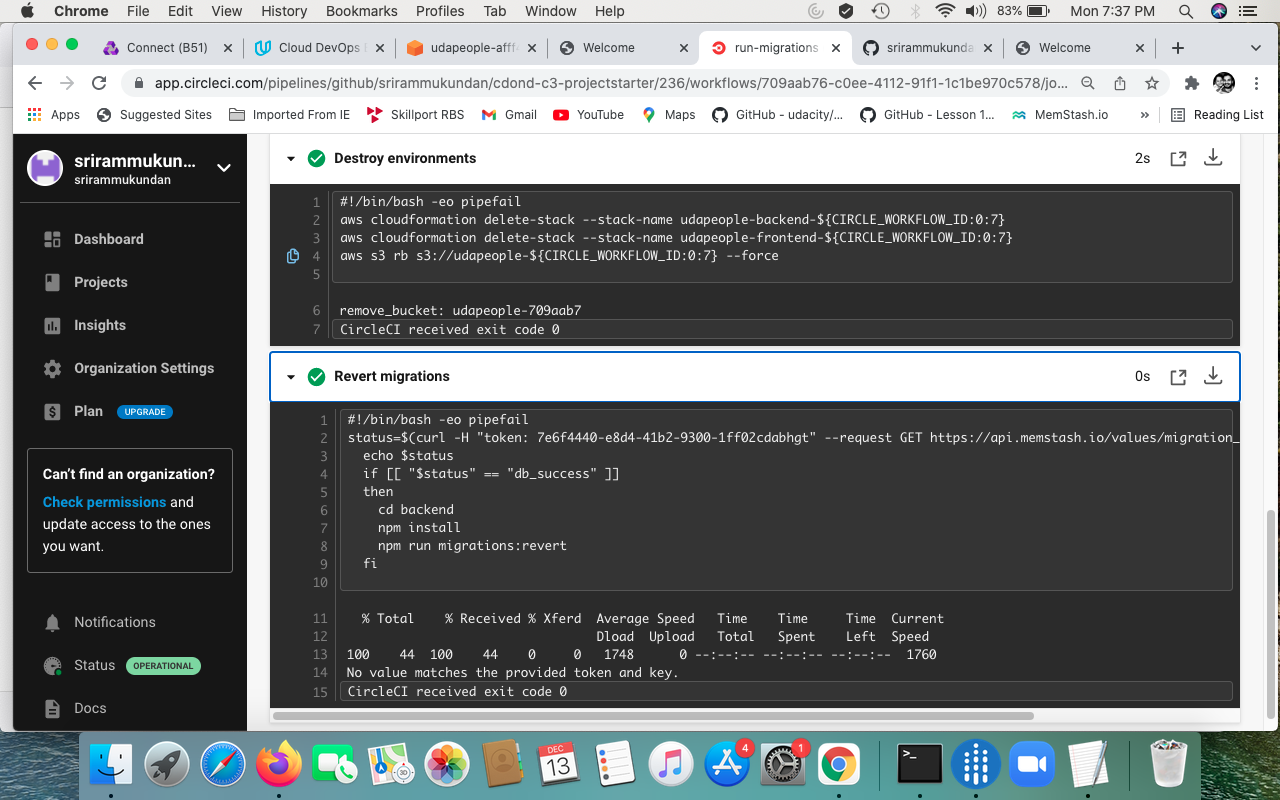 Chrome File Edit View History Bookmarks Profiles Tab Window Help 83% Mon 7:37 PM
Connect (B51) Cloud DevOps udapeople-afff Welcome run-migrations srirammukunda Welcome
app.circleci.com/pipelines/github/srirammukundan/cdond-c3-projectstarter/236/workflows/709aab76-c0ee-4112-91f1-1c1be970c578/jo...
Apps Suggested Sites Imported From IE Skillport RBS Gmail YouTube Maps GitHub - udacity/... GitHub - Lesson 1... MemStash.io » Reading List
srirammukun...
srirammukundan
Dashboard
Projects
Insights
Organization Settings
Plan UPGRADE
Can't find an organization?
Check permissions and
update access to the ones
you want.
Notifications
Status OPERATIONAL
Docs
Destroy environments 2s
1 #!/bin/bash -eo pipefail
2 aws cloudformation delete-stack --stack-name udapeople-backend-${CIRCLE_WORKFLOW_ID:0:7}
3 aws cloudformation delete-stack --stack-name udapeople-frontend-${CIRCLE_WORKFLOW_ID:0:7}
4 aws s3 rb s3://udapeople-${CIRCLE_WORKFLOW_ID:0:7} --force
5
6 remove_bucket: udapeople-709aab7
7 CircleCI received exit code 0
Revert migrations 0s
1 #!/bin/bash -eo pipefail
2 status=$(curl -H "token: 7e6f4440-e8d4-41b2-9300-1ff02cdabhgt" --request GET https://api.memstash.io/values/migration_
3 echo $status
4 if [[ "$status" == "db_success" ]]
5 then
6 cd backend
7 npm install
8 npm run migrations:revert
9 fi
10
11 % Total % Received % Xferd Average Speed Time Time Time Current
12 Dload Upload Total Spent Left Speed
13 100 44 100 44 0 0 1748 0 --:--:-- --:--:-- --:--:-- 1760
14 No value matches the provided token and key.
15 CircleCI received exit code 0
3D
DEC
13
4
1